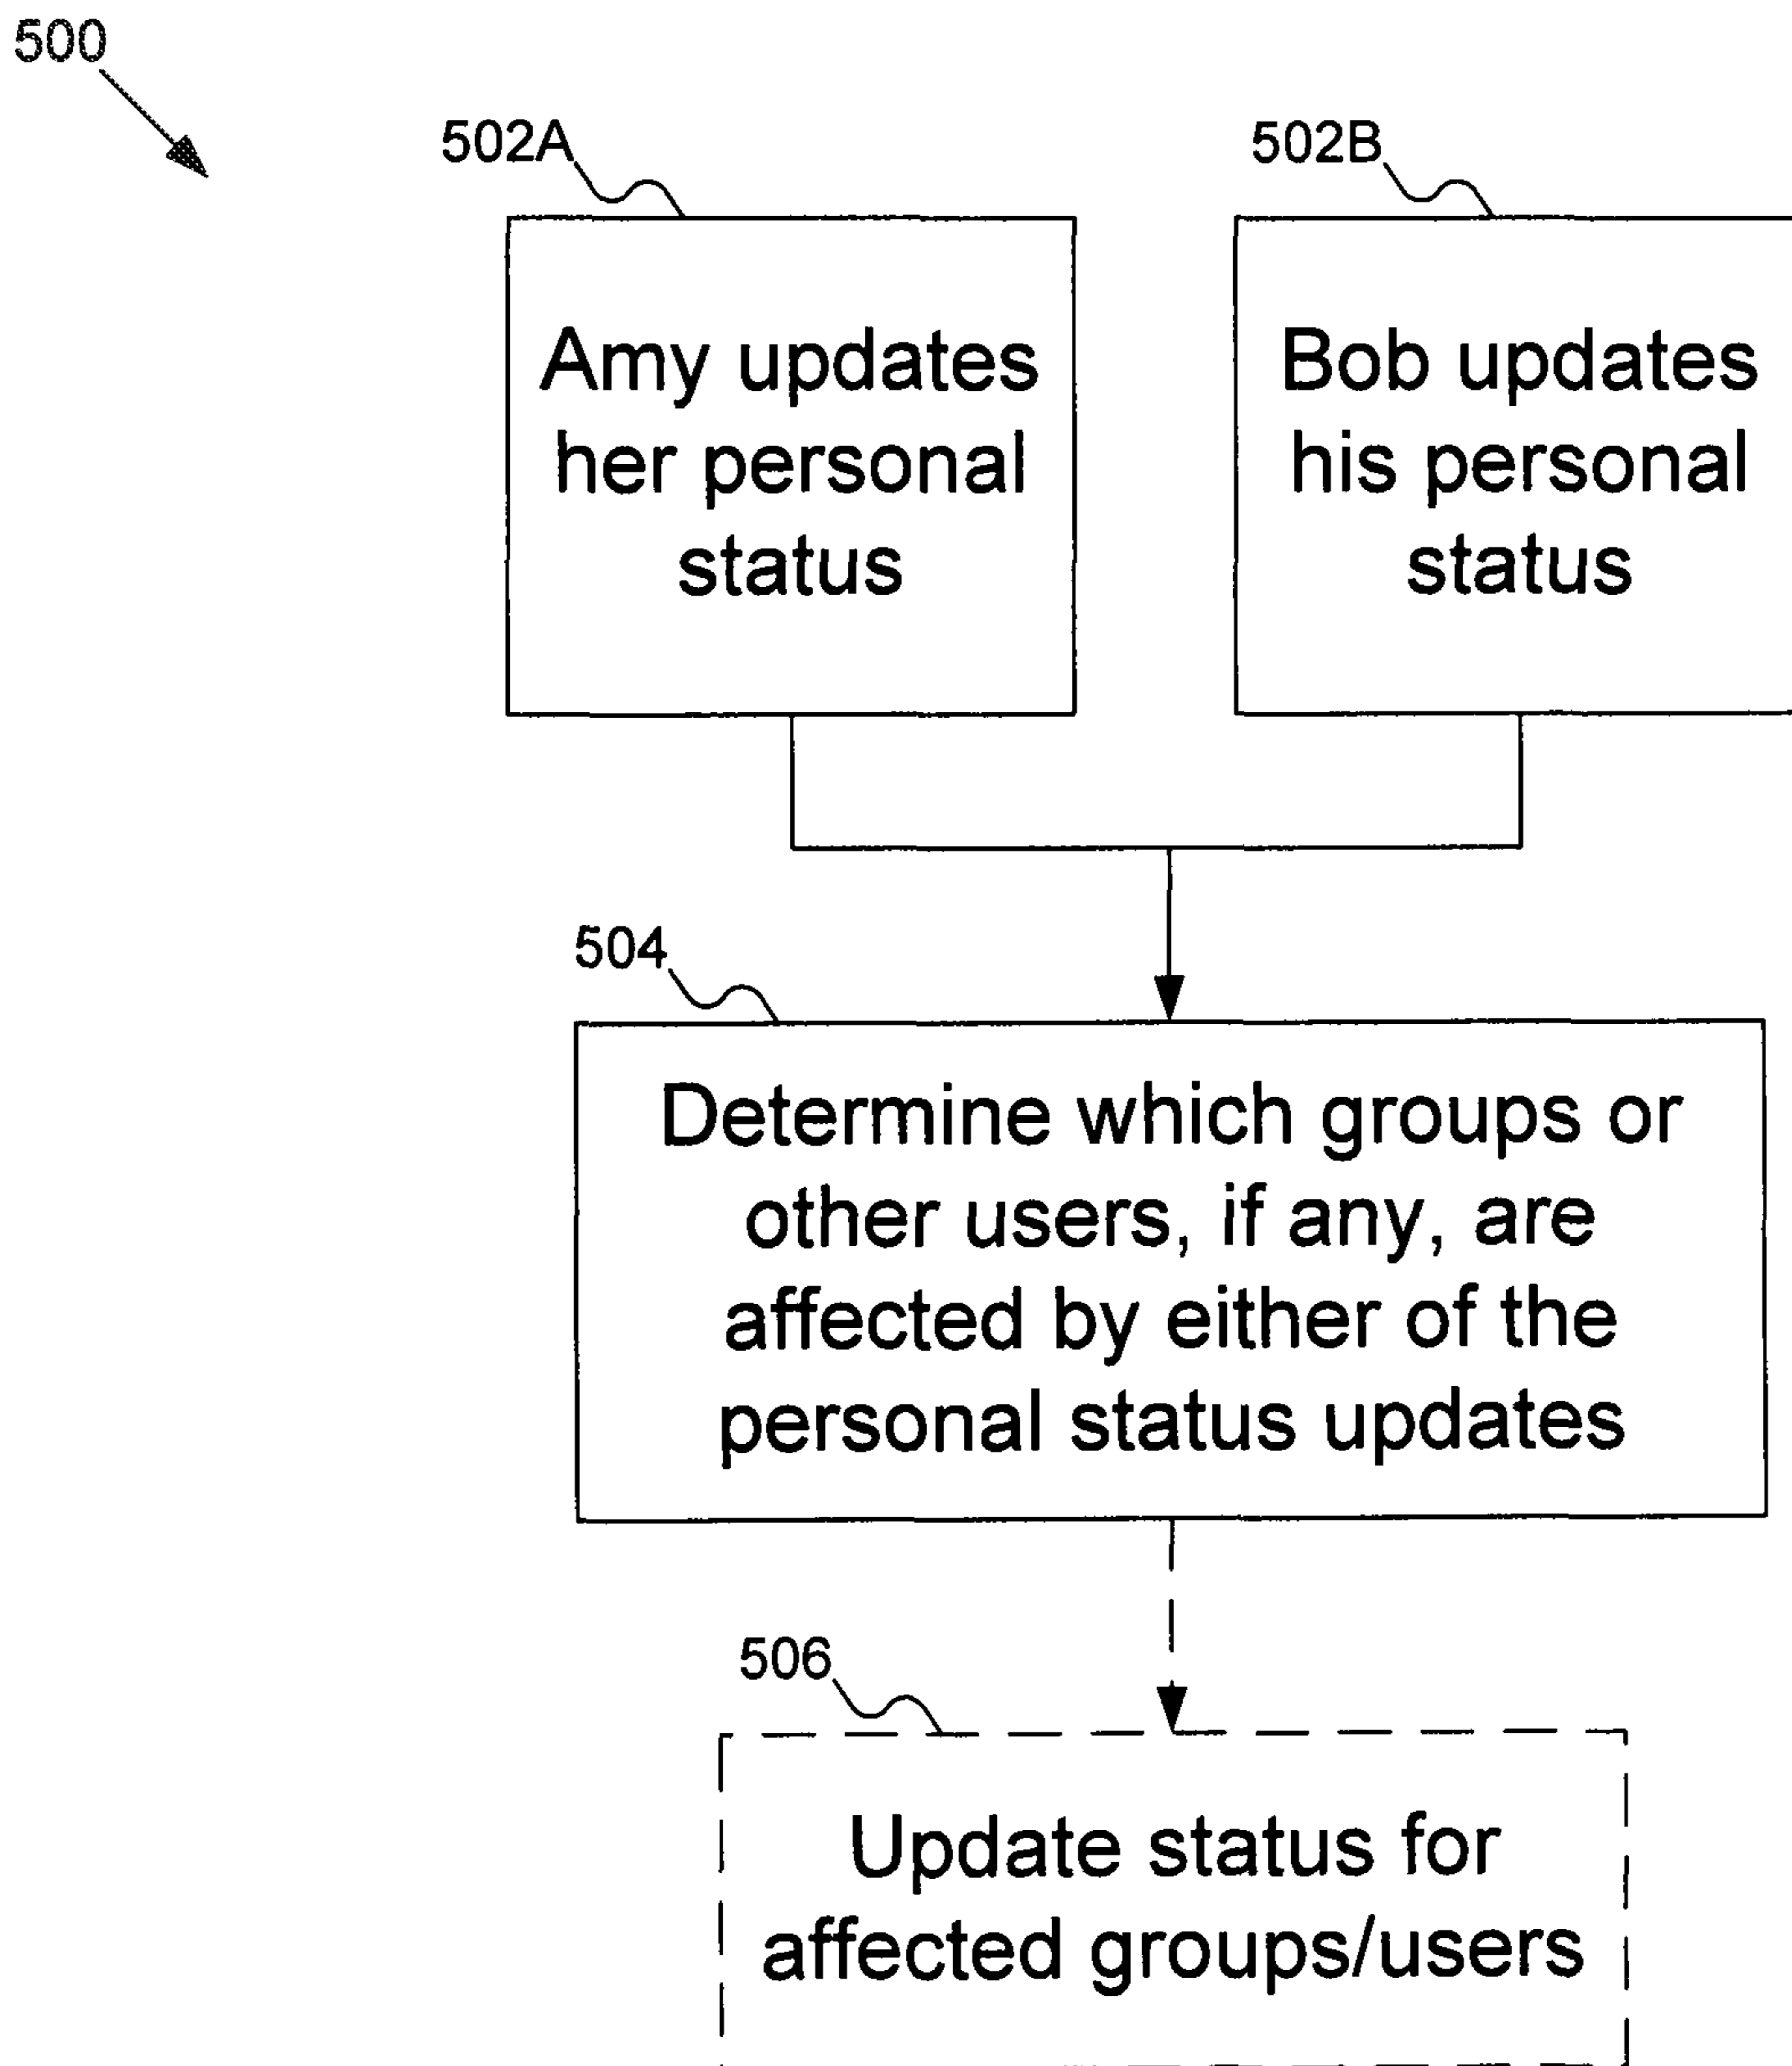 500
502A
502B
Amy updates
her personal
status
Bob updates
his personal
status
504
Determine which groups or
other users, if any, are
affected by either of the
personal status updates
506
Update status for
affected groups/users